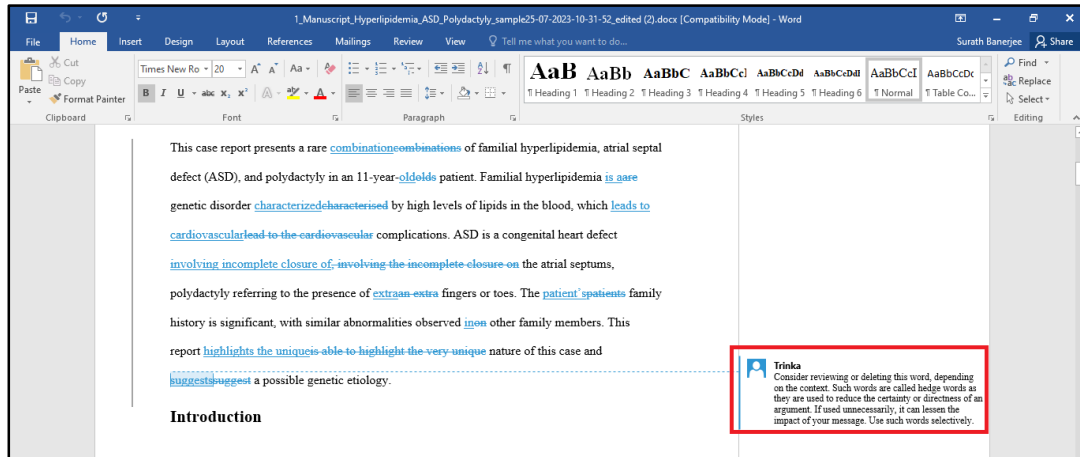 1_Manuscript_Hyperlipidemia_ASD_Polydactyly_sample25-07-2023-10-31-52_edited (2).docx [Compatibility Mode] - Word
File Home Insert Design Layout References Mailings Review View Tell me what you want to do... Surath Banerjee Share
Paste
Cut
Copy
Format Painter
Clipboard
Times New Ro 20 A A Aa
B I U abc x₂ x² A ab A
Font
Paragraph
AaB AaBb AaBbC AaBbCcl AaBbCcDd AaBbCcDdI AaBbCcI AaBbCcDc
¶ Heading 1 ¶ Heading 2 ¶ Heading 3 ¶ Heading 4 ¶ Heading 5 ¶ Heading 6 ¶ Normal ¶ Table Co...
Styles
Find
Replace
Select
Editing
This case report presents a rare combinationcombinations of familial hyperlipidemia, atrial septal
defect (ASD), and polydactyly in an 11-year-oldolds patient. Familial hyperlipidemia is aare
genetic disorder characterizedcharacterised by high levels of lipids in the blood, which leads to
cardiovascularlead to the cardiovascular complications. ASD is a congenital heart defect
involving incomplete closure of, involving the incomplete closure on the atrial septums,
polydactyly referring to the presence of extraan extra fingers or toes. The patient'spatients family
history is significant, with similar abnormalities observed inon other family members. This
report highlights the uniqueis able to highlight the very unique nature of this case and
suggestssuggest a possible genetic etiology.
Introduction
Trinka
Consider reviewing or deleting this word, depending
on the context. Such words are called hedge words as
they are used to reduce the certainty or directness of an
argument. If used unnecessarily, it can lessen the
impact of your message. Use such words selectively.